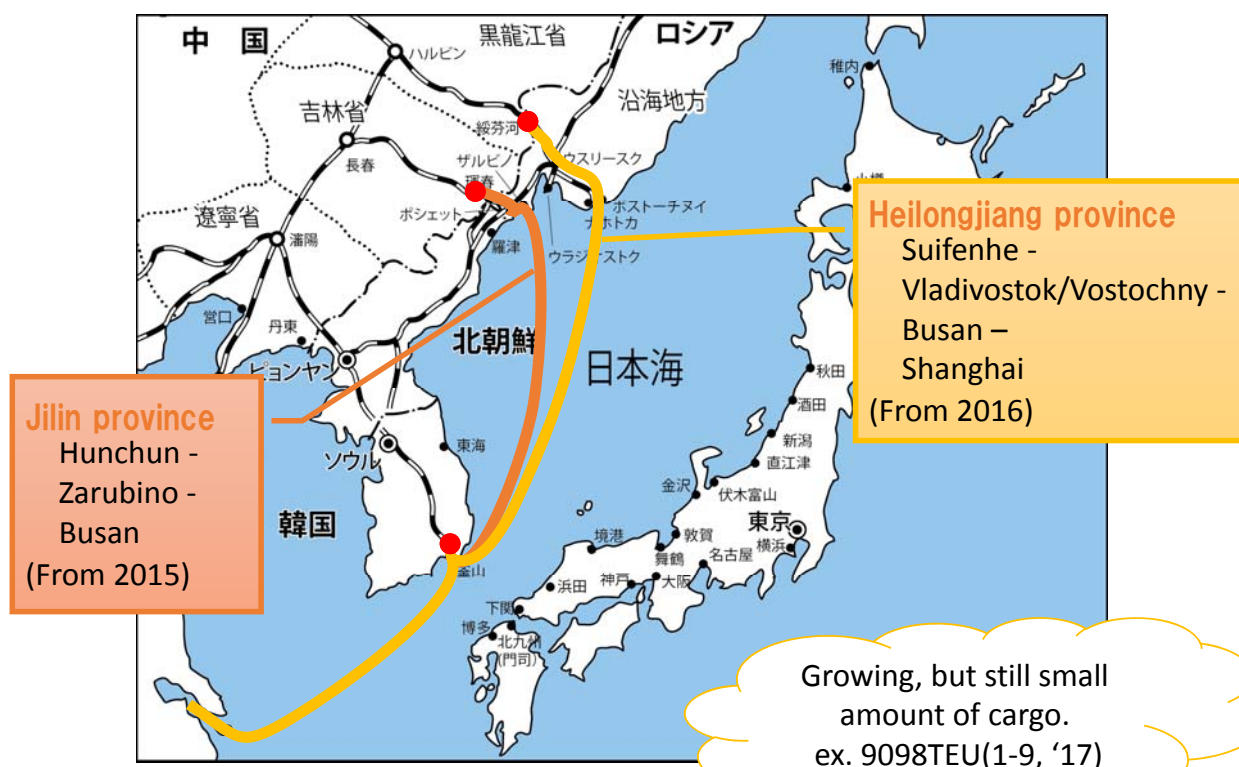 中 国
黒龍江省
ロシア
ハルビン
稚内
沿海地方
吉林省
綏芬河
長春
ザルビノ
ウスリースク
琿春
ポシェット
ボストーチヌイ
ナホトカ
遼寧省
瀋陽
羅津
ウラジオストク
営口
丹東
北朝鮮
日本海
ピョンヤン
秋田
酒田
東海
ソウル
新潟
直江津
金沢
伏木富山
韓国
東京
境港
敦賀
横浜
舞鶴
名古屋
釜山
浜田
神戸
大阪
下関
博多
北九州
(門司)
Heilongjiang province
Suifenhe -
Vladivostok/Vostochny -
Busan –
Shanghai
(From 2016)
Jilin province
Hunchun -
Zarubino -
Busan
(From 2015)
Growing, but still small
amount of cargo.
ex. 9098TEU(1-9, ‘17)